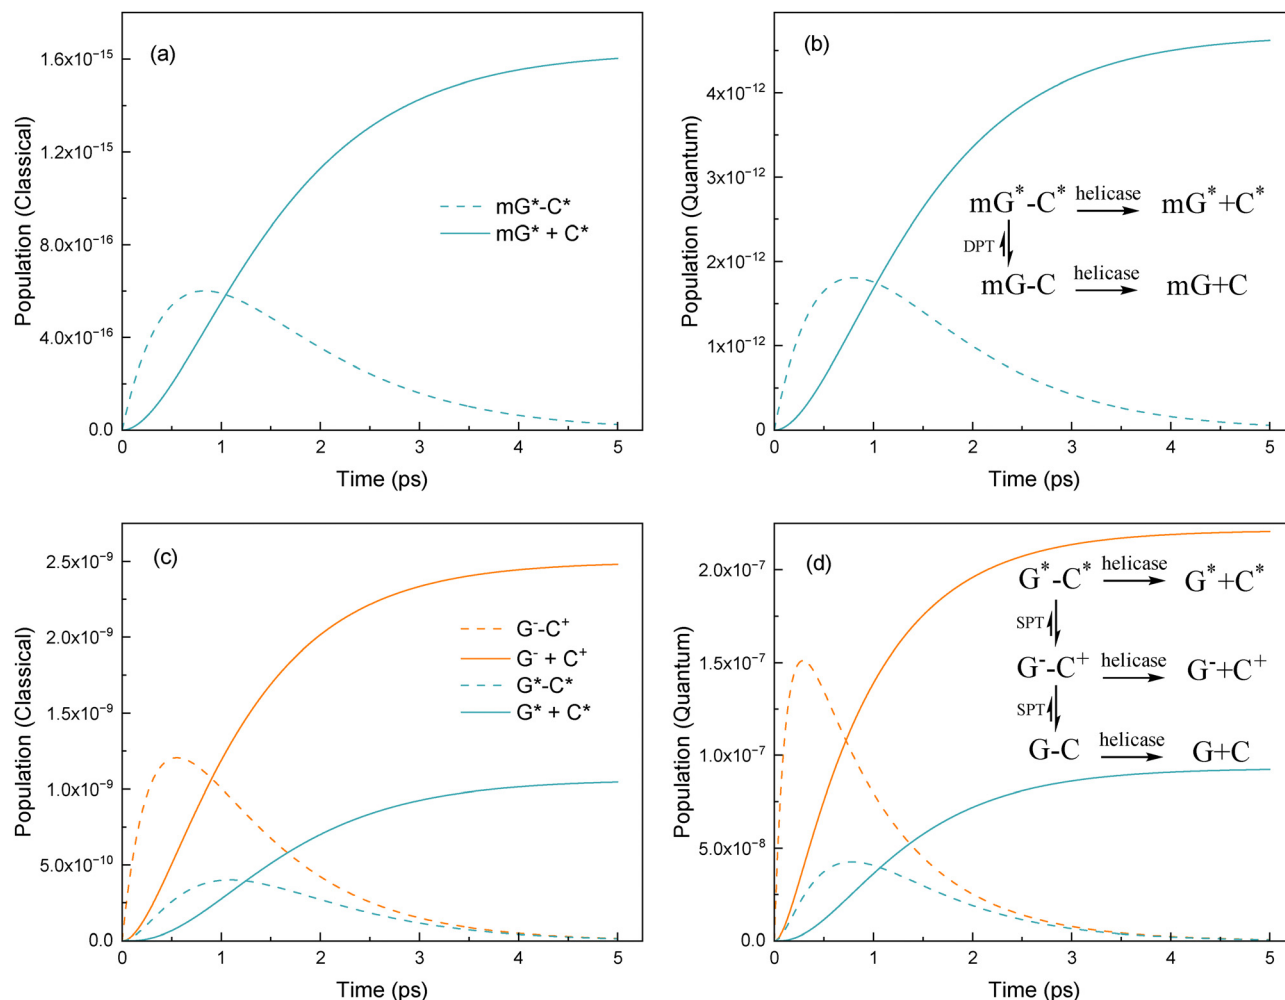 (a)
Population (Classical)
1.6x10⁻¹⁵
1.2x10⁻¹⁵
8.0x10⁻¹⁶
4.0x10⁻¹⁶
0.0
mG*-C*
mG* + C*
0 1 2 3 4 5
Time (ps)
(b)
Population (Quantum)
4x10⁻¹²
3x10⁻¹²
2x10⁻¹²
1x10⁻¹²
0
mG*-C* helicase mG*+C*
DPT
mG-C helicase mG+C
0 1 2 3 4 5
Time (ps)
(c)
Population (Classical)
2.5x10⁻⁹
2.0x10⁻⁹
1.5x10⁻⁹
1.0x10⁻⁹
5.0x10⁻¹⁰
0.0
G⁻-C⁺
G⁻ + C⁺
G*-C*
G* + C*
0 1 2 3 4 5
Time (ps)
(d)
Population (Quantum)
2.0x10⁻⁷
1.5x10⁻⁷
1.0x10⁻⁷
5.0x10⁻⁸
0.0
G*-C* helicase G*+C*
SPT
G⁻-C⁺ helicase G⁻+C⁺
SPT
G-C helicase G+C
0 1 2 3 4 5
Time (ps)